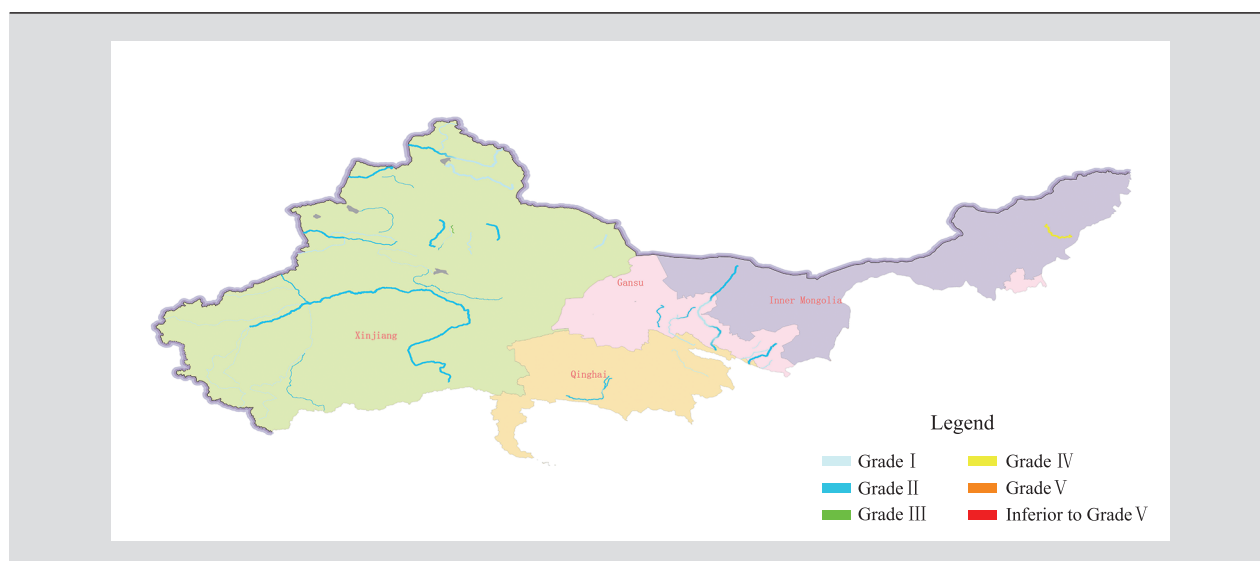 Gansu
Inner Mongolia
Xinjiang
Qinghai
Legend
Grade Ⅰ
Grade Ⅱ
Grade Ⅲ
Grade Ⅳ
Grade Ⅴ
Inferior to Grade Ⅴ